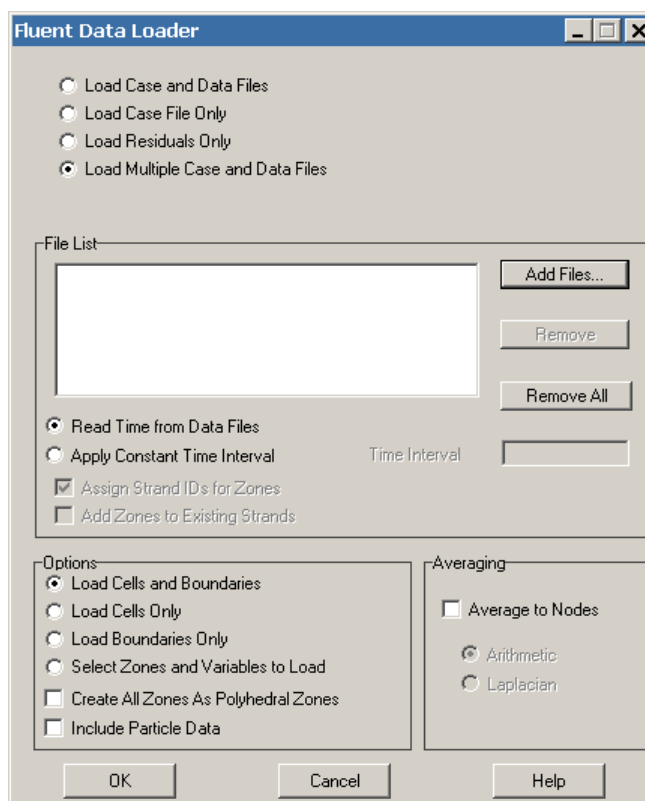 Fluent Data Loader
Load Case and Data Files
Load Case File Only
Load Residuals Only
Load Multiple Case and Data Files
File List
Add Files...
Remove
Remove All
Read Time from Data Files
Apply Constant Time Interval
Time Interval
Assign Strand IDs for Zones
Add Zones to Existing Strands
Options
Load Cells and Boundaries
Load Cells Only
Load Boundaries Only
Select Zones and Variables to Load
Create All Zones As Polyhedral Zones
Include Particle Data
Averaging
Average to Nodes
Arithmetic
Laplacian
OK
Cancel
Help